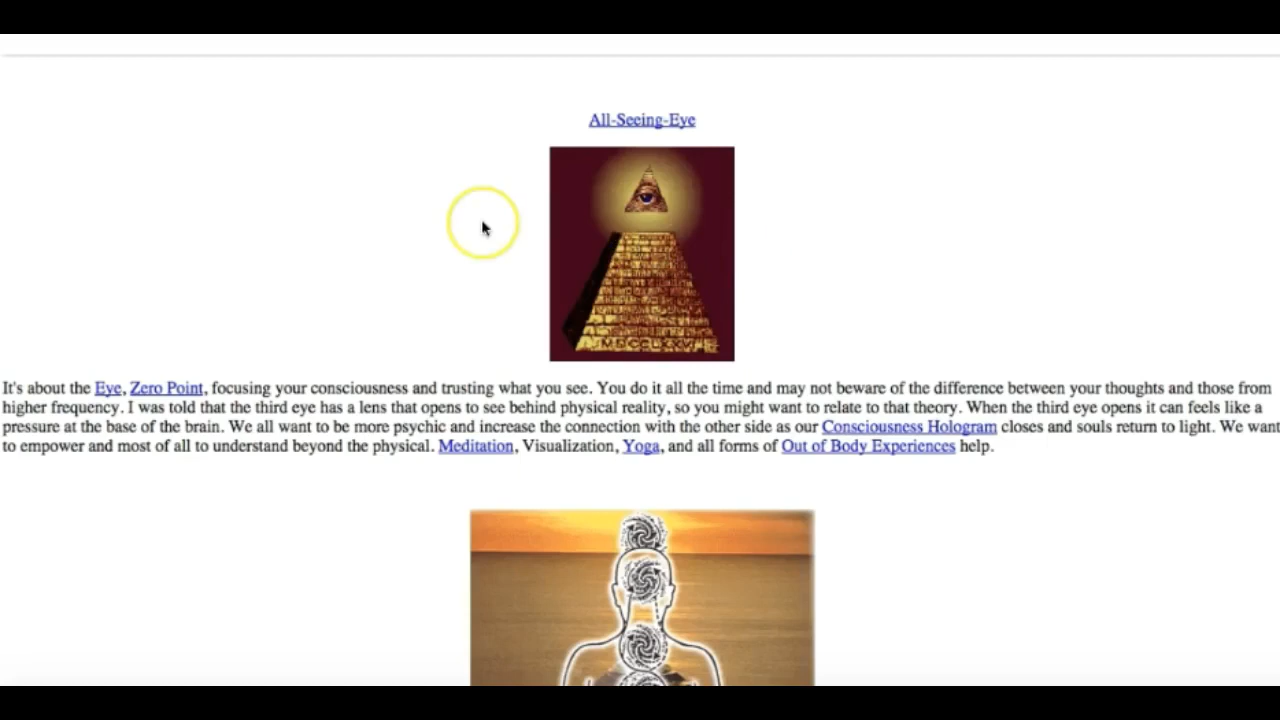 All-Seeing-Eye
MDCCLXXVI
It's about the Eye, Zero Point, focusing your consciousness and trusting what you see. You do it all the time and may not beware of the difference between your thoughts and those from
higher frequency. I was told that the third eye has a lens that opens to see behind physical reality, so you might want to relate to that theory. When the third eye opens it can feels like a
pressure at the base of the brain. We all want to be more psychic and increase the connection with the other side as our Consciousness Hologram closes and souls return to light. We want
to empower and most of all to understand beyond the physical. Meditation, Visualization, Yoga, and all forms of Out of Body Experiences help.